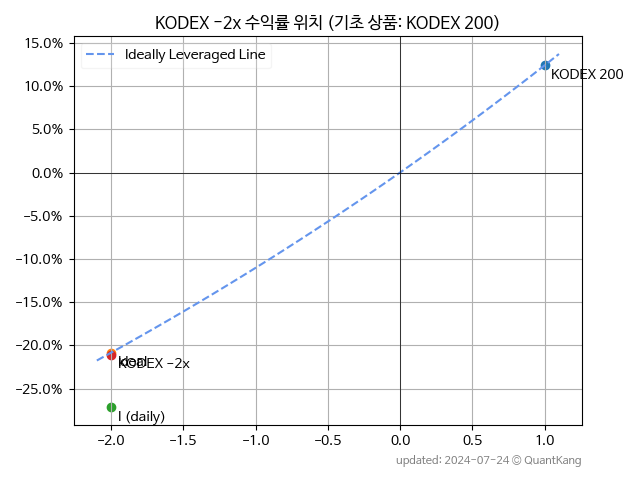 KODEX -2x 수익률 위치 (기초 상품: KODEX 200)
Ideally Leveraged Line
15.0%
10.0%
5.0%
0.0%
-5.0%
-10.0%
-15.0%
-20.0%
-25.0%
KODEX 200
KODEX -2x
I (daily)
-2.0 -1.5 -1.0 -0.5 0.0 0.5 1.0
updated: 2024-07-24 © QuantKang